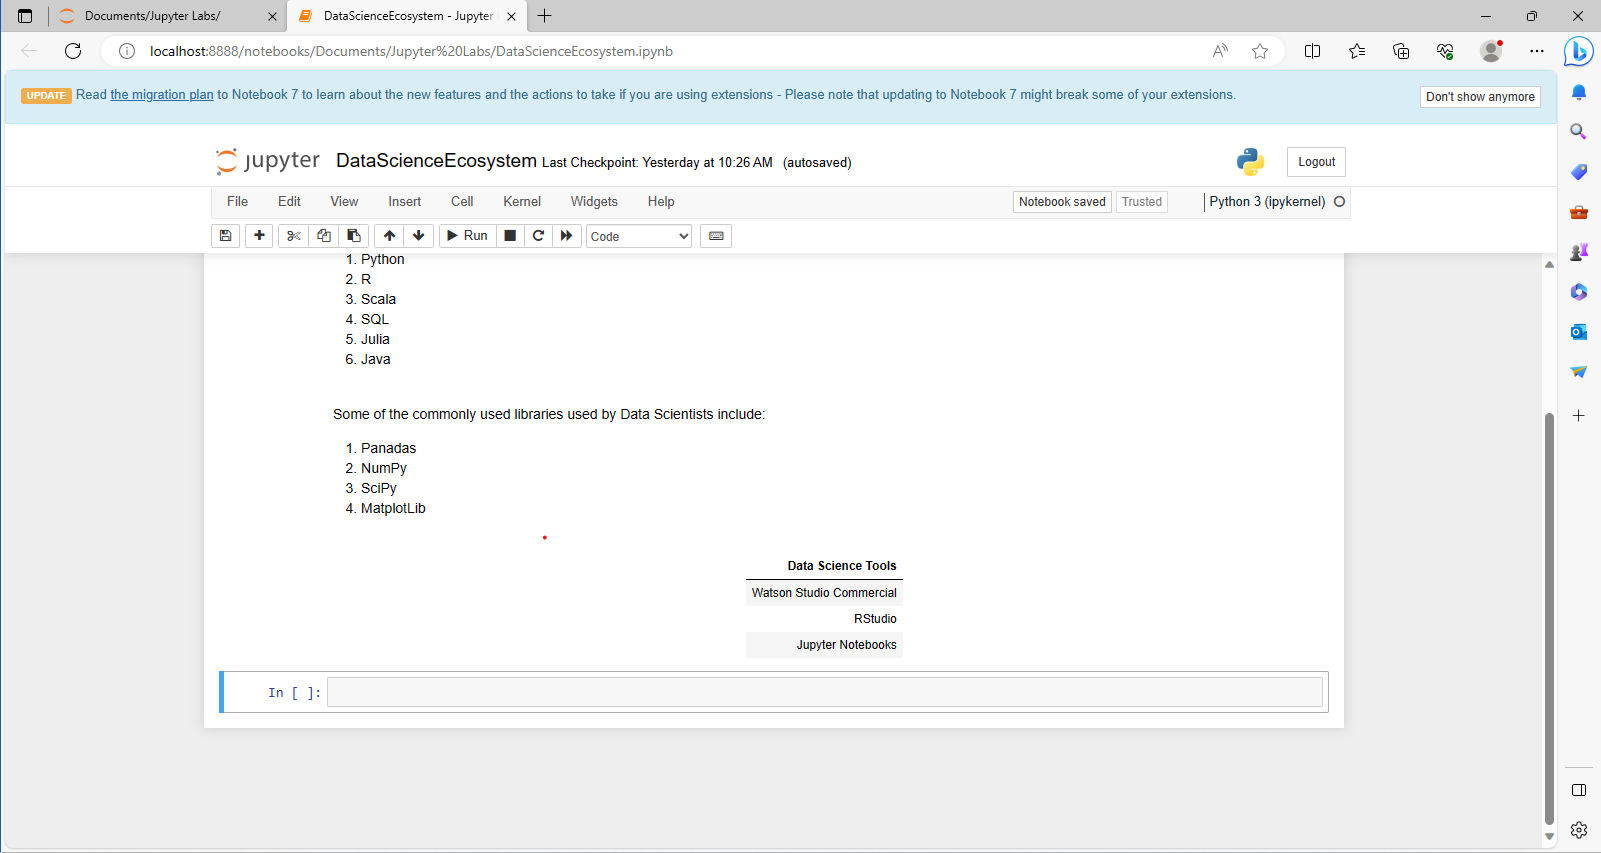 Documents/Jupyter Labs/
DataScienceEcosystem - Jupyter
localhost:8888/notebooks/Documents/Jupyter%20Labs/DataScienceEcosystem.ipynb
UPDATE Read the migration plan to Notebook 7 to learn about the new features and the actions to take if you are using extensions - Please note that updating to Notebook 7 might break some of your extensions.
Don't show anymore
jupyter DataScienceEcosystem Last Checkpoint: Yesterday at 10:26 AM (autosaved)
Logout
File Edit View Insert Cell Kernel Widgets Help
Notebook saved Trusted Python 3 (ipykernel)
Run Code
1. Python
2. R
3. Scala
4. SQL
5. Julia
6. Java
Some of the commonly used libraries used by Data Scientists include:
1. Panadas
2. NumPy
3. SciPy
4. MatplotLib
Data Science Tools
Watson Studio Commercial
RStudio
Jupyter Notebooks
In [ ]: